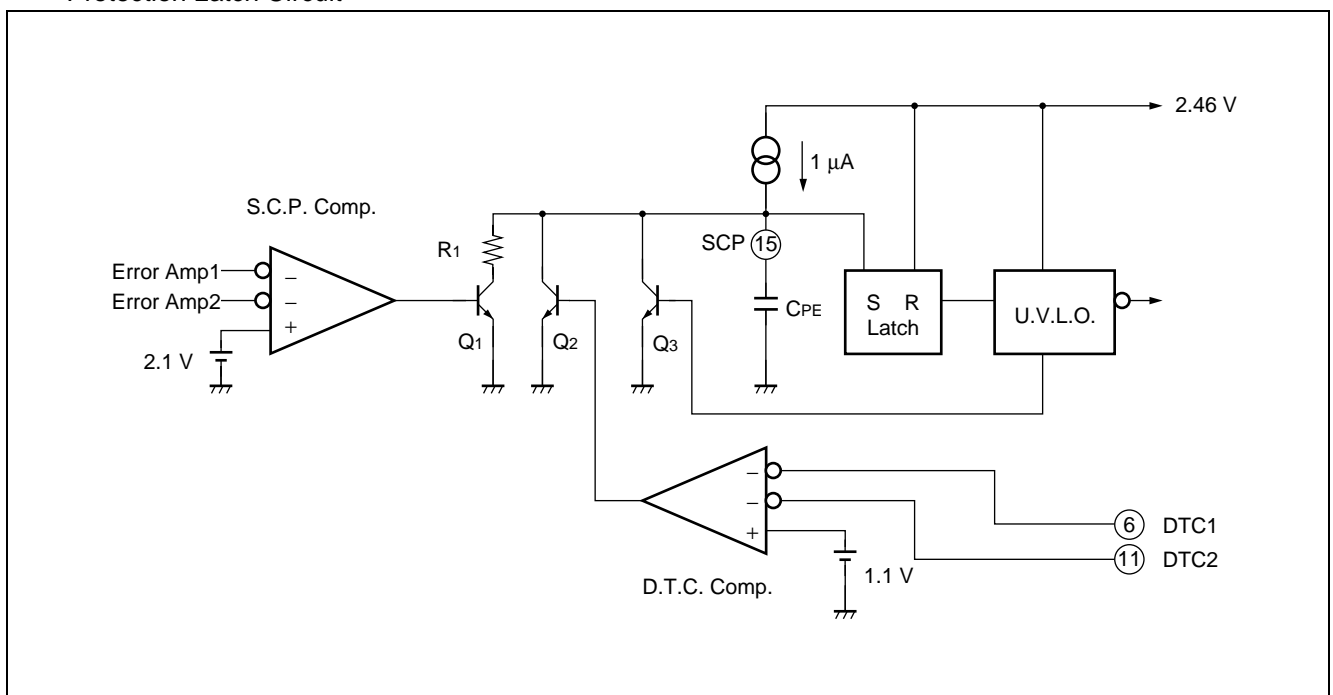 Protection Latch Circuit
2.46 V
1 μA
S.C.P. Comp.
R1
SCP 15
Error Amp1
Error Amp2
−
−
+
2.1 V
Q1
Q2
Q3
CPE
S R
Latch
U.V.L.O.
−
−
+
6 DTC1
11 DTC2
1.1 V
D.T.C. Comp.